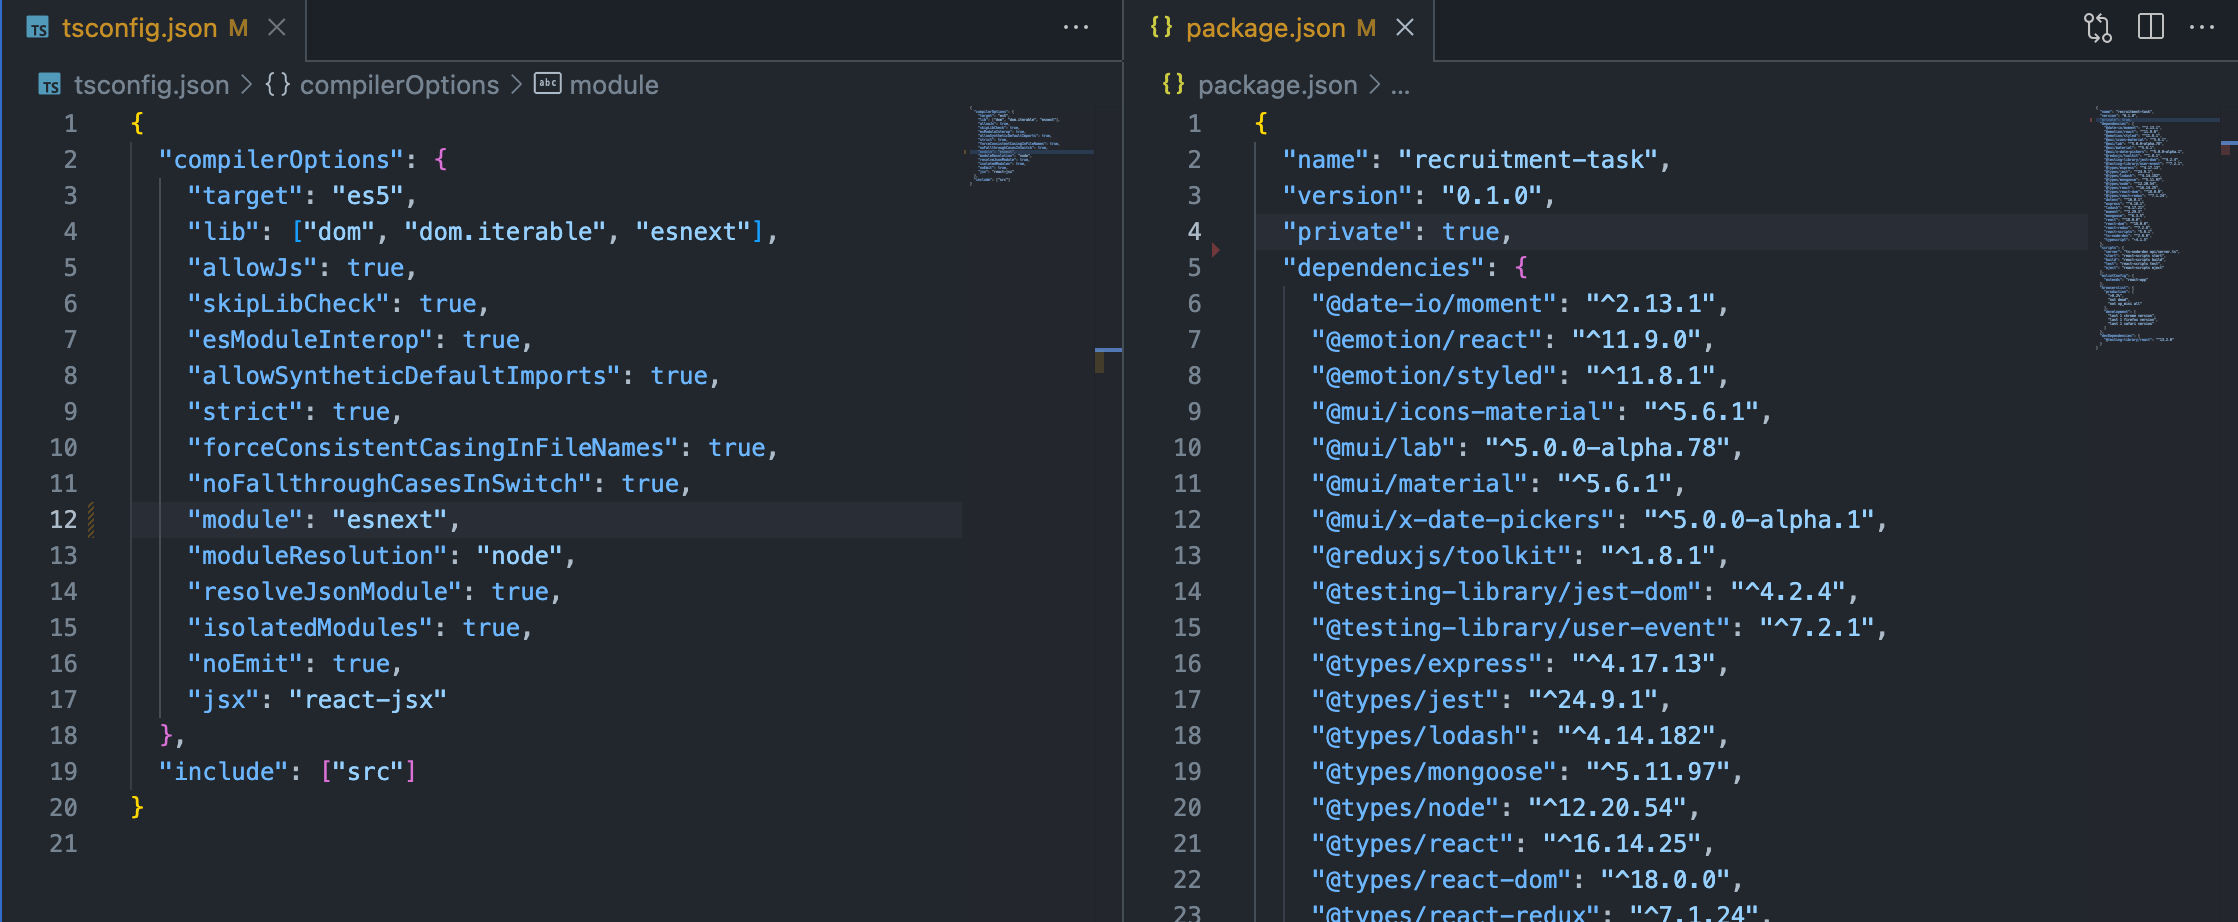 tsconfig.json M
tsconfig.json > {} compilerOptions > abc module
1 {
2 "compilerOptions": {
3 "target": "es5",
4 "lib": ["dom", "dom.iterable", "esnext"],
5 "allowJs": true,
6 "skipLibCheck": true,
7 "esModuleInterop": true,
8 "allowSyntheticDefaultImports": true,
9 "strict": true,
10 "forceConsistentCasingInFileNames": true,
11 "noFallthroughCasesInSwitch": true,
12 "module": "esnext",
13 "moduleResolution": "node",
14 "resolveJsonModule": true,
15 "isolatedModules": true,
16 "noEmit": true,
17 "jsx": "react-jsx"
18 },
19 "include": ["src"]
20 }
21
{} package.json M
{} package.json > ...
1 {
2 "name": "recruitment-task",
3 "version": "0.1.0",
4 "private": true,
5 "dependencies": {
6 "@date-io/moment": "^2.13.1",
7 "@emotion/react": "^11.9.0",
8 "@emotion/styled": "^11.8.1",
9 "@mui/icons-material": "^5.6.1",
10 "@mui/lab": "^5.0.0-alpha.78",
11 "@mui/material": "^5.6.1",
12 "@mui/x-date-pickers": "^5.0.0-alpha.1",
13 "@reduxjs/toolkit": "^1.8.1",
14 "@testing-library/jest-dom": "^4.2.4",
15 "@testing-library/user-event": "^7.2.1",
16 "@types/express": "^4.17.13",
17 "@types/jest": "^24.9.1",
18 "@types/lodash": "^4.14.182",
19 "@types/mongoose": "^5.11.97",
20 "@types/node": "^12.20.54",
21 "@types/react": "^16.14.25",
22 "@types/react-dom": "^18.0.0",
23 "@types/react-redux": "^7.1.24",